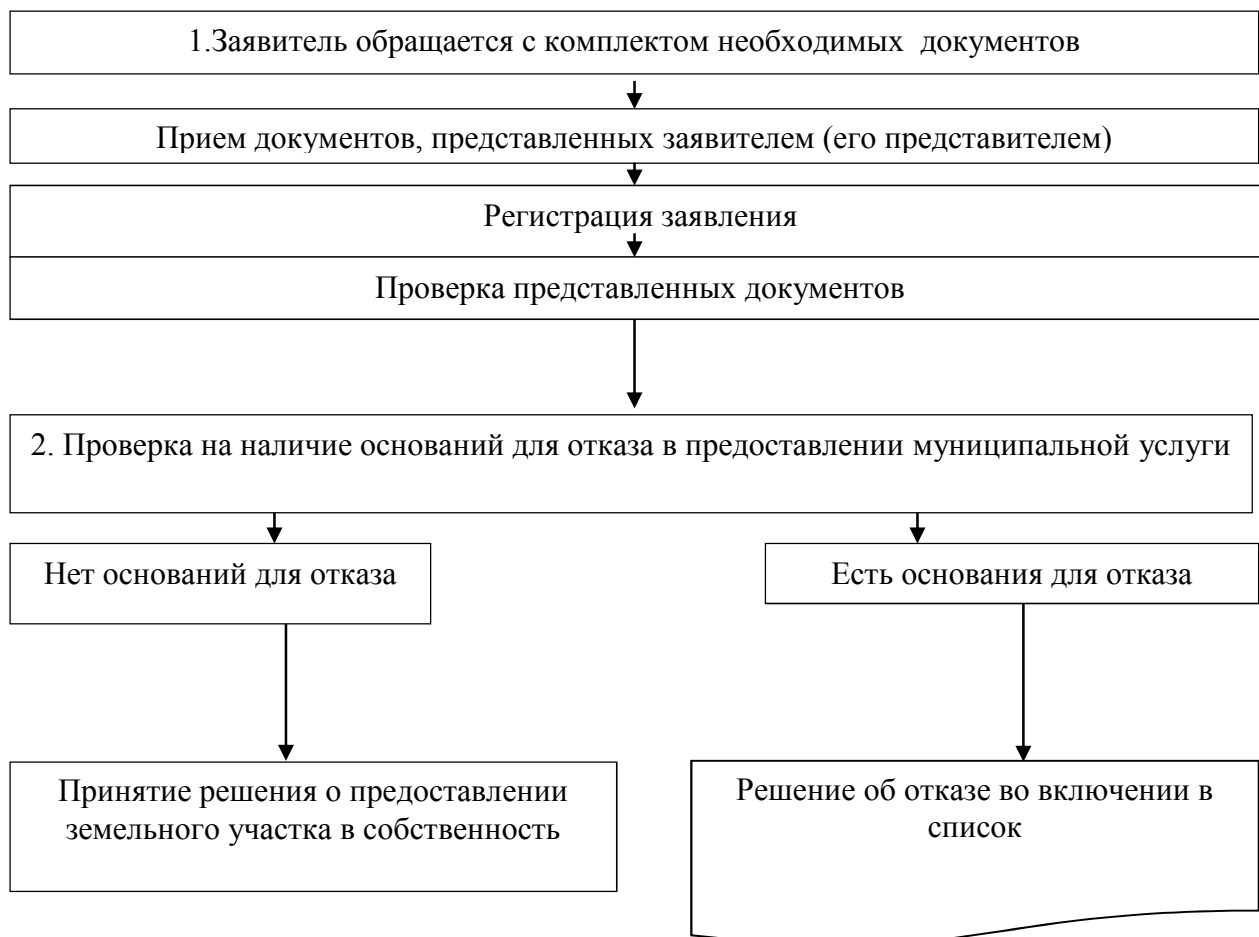 1.Заявитель обращается с комплектом необходимых  документов
Прием документов, представленных заявителем (его представителем)
Регистрация заявления
Проверка представленных документов
2. Проверка на наличие оснований для отказа в предоставлении муниципальной услуги
Нет оснований для отказа
Есть основания для отказа
Принятие решения о предоставлении
земельного участка в собственность
Решение об отказе во включении в
список